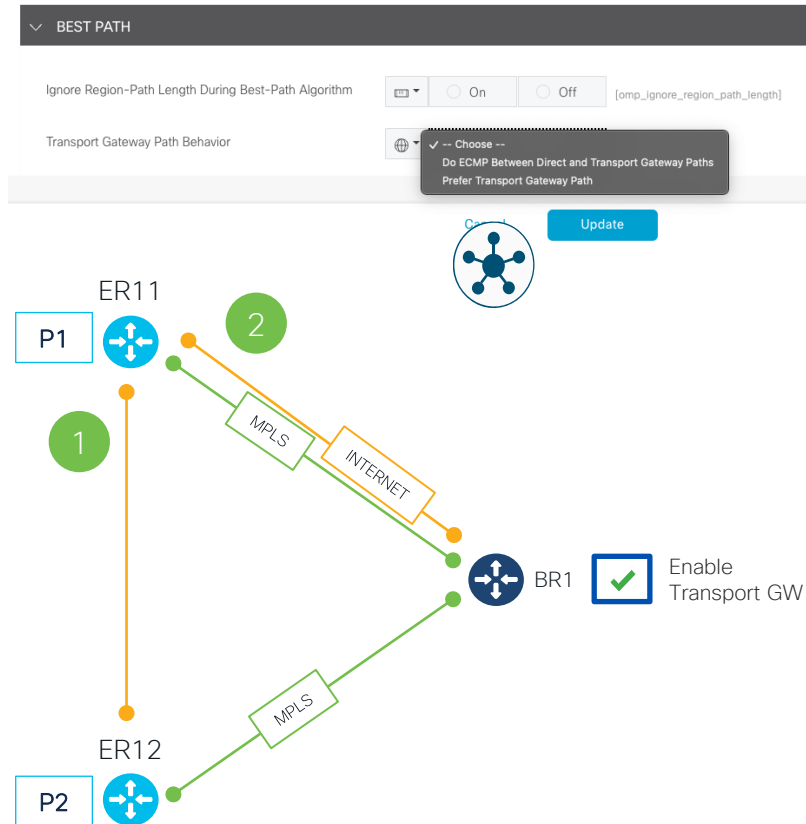 BEST PATH
Ignore Region-Path Length During Best-Path Algorithm
On
Off
[omp_ignore_region_path_length]
Transport Gateway Path Behavior
✓ -- Choose --
Do ECMP Between Direct and Transport Gateway Paths
Prefer Transport Gateway Path
Update
ER11
P1
2
1
MPLS
INTERNET
BR1
Enable
Transport GW
MPLS
ER12
P2